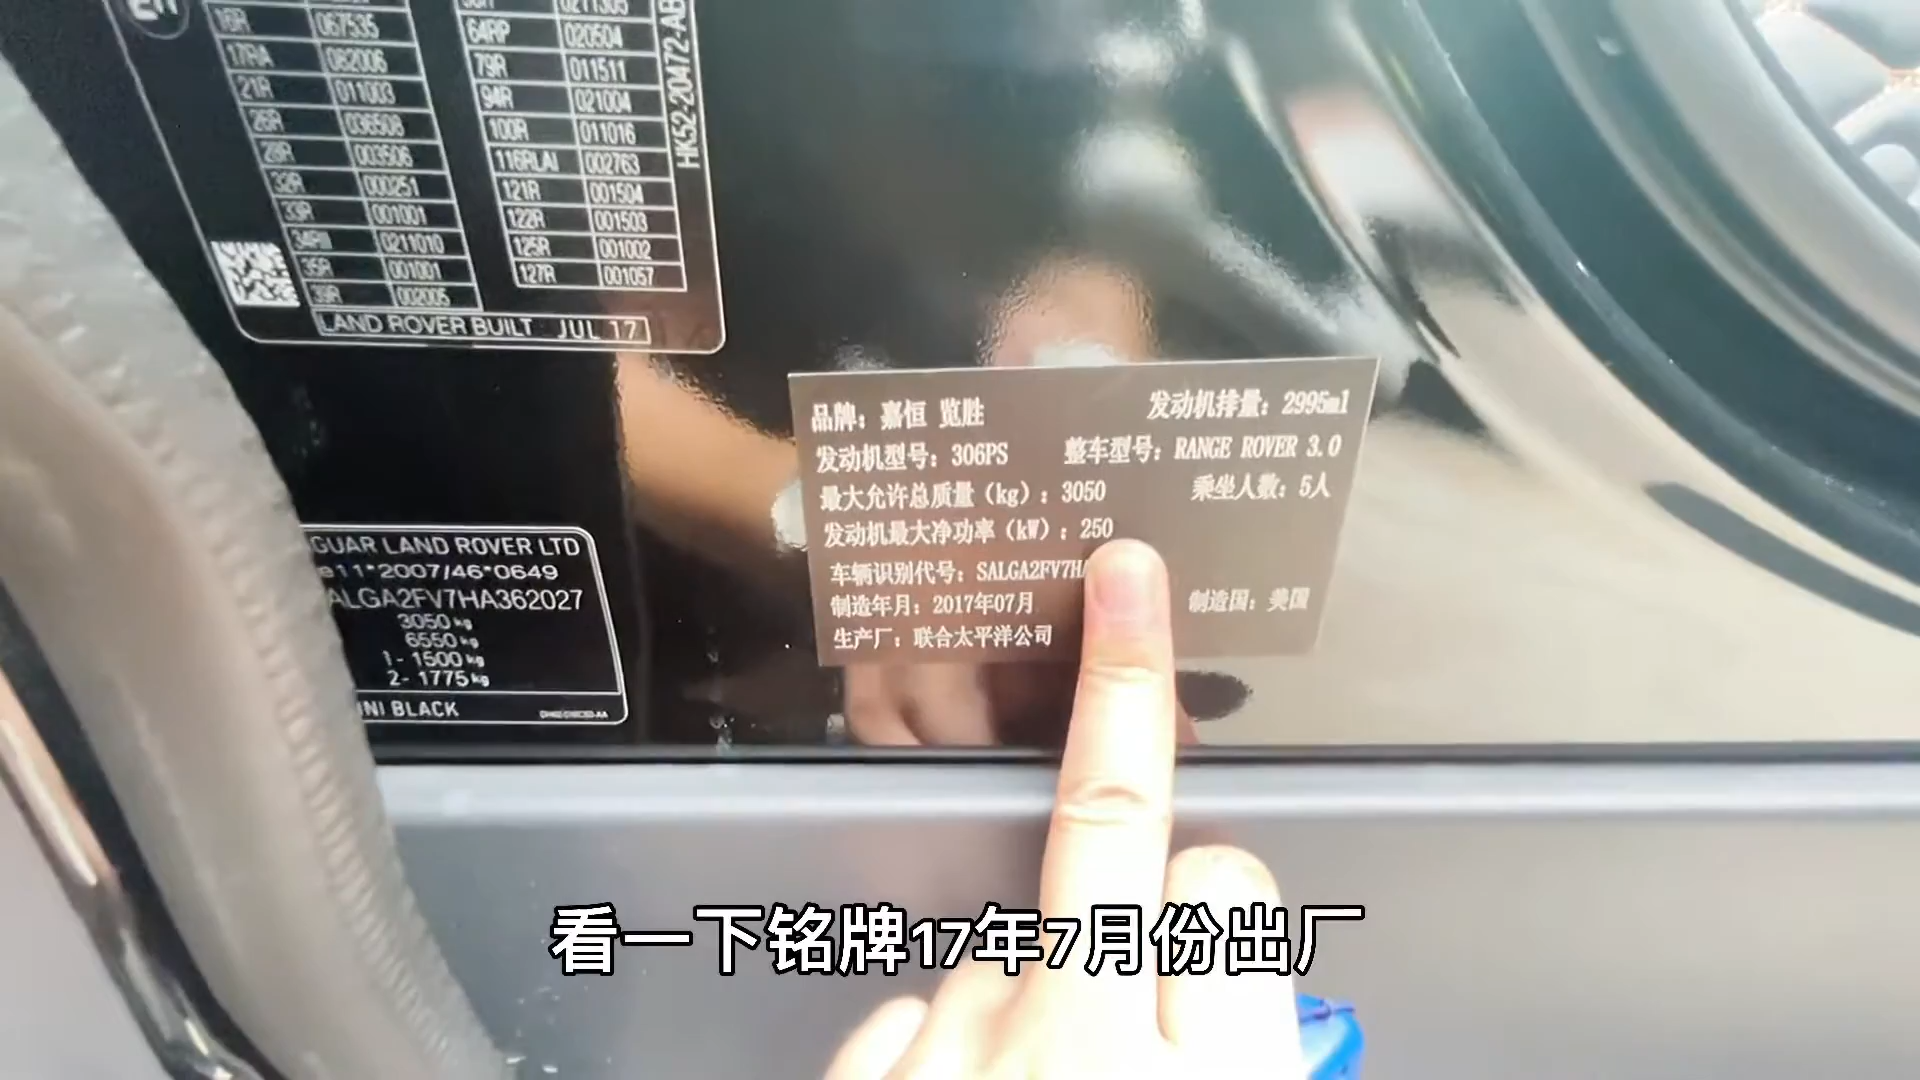 16R 067535
17RA 082006
21R 011003
26R 036508
28R 003506
32R 000251
33R 001001
34RIII 0211010
35R 001001
39R 002005
64RP 020504
79R 011511
94R 021004
100R 011016
116RLAI 002763
121R 001504
122R 001503
125R 001002
127R 001057
HK52-20472-AB
LAND ROVER BUILT JUL 17
GUAR LAND ROVER LTD
e11*2007/46*0649
ALGA2FV7HA362027
3050 kg
6550 kg
1- 1500 kg
2- 1775 kg
INI BLACK
品牌：嘉恒 览胜
发动机排量：2995ml
发动机型号：306PS
整车型号：RANGE ROVER 3.0
最大允许总质量（kg）：3050
乘坐人数：5人
发动机最大净功率（kW）：250
车辆识别代号：SALGA2FV7HA
制造年月：2017年07月
制造国：美国
生产厂：联合太平洋公司
看一下铭牌17年7月份出厂